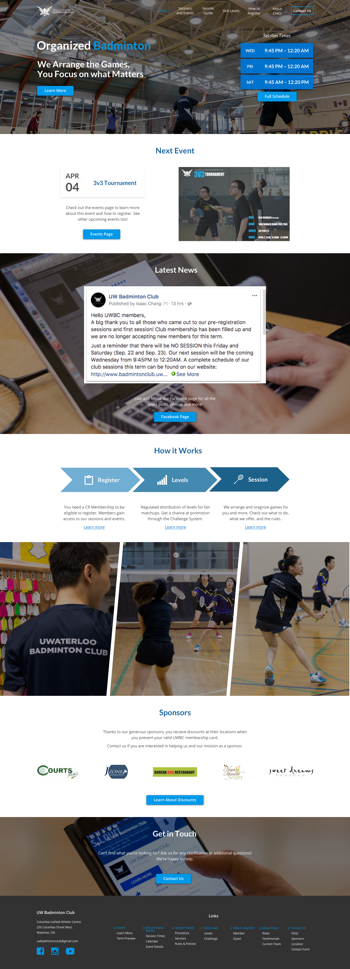 Home
Sessions
and Events
Session
Guide
Skill Levels
How to
Register
About
UWBC
Contact Us
Organized Badminton
We Arrange the Games,
You Focus on what Matters
Learn More
Session Times
WED 9:45 PM - 12:20 AM
FRI 9:45 PM - 12:20 AM
SAT 9:45 AM - 12:20 PM
Full Schedule
Next Event
APR
04
3v3 Tournament
Check out the events page to learn more
about this event and how to register. See
other upcoming events too!
Events Page
3V3 TOURNAMENT
Latest News
UW Badminton Club
Published by Isaac Chang · 13 hrs ·
Hello UWBC members,
A big thank you to all those who came out to our pre-registration
sessions and first session! Club membership has been filled up and
we are no longer accepting new members for this term.
Just a reminder that there will be NO SESSION this Friday and
Saturday (Sep. 22 and Sep. 23). Our next session will be the coming
Wednesday from 9:45PM to 12:20AM. A complete schedule of our
club sessions this term can be found on our website:
http://www.badmintonclub.uw... See More
Like and follow our Facebook page for all the
Facebook Page
How it Works
Register
Levels
Session
You need a CR Membership to be
eligible to register. Members gain
access to our sessions and events.
Learn more
Regulated distribution of levels for fair
matchups. Get a chance at promotion
through the Challenge System.
Learn more
We arrange and organize games for
you and more. Check out what to do,
what we offer, and the rules.
Learn more
UWATERLOO
BADMINTON CLUB
Sponsors
Thanks to our generous sponsors, you recieve discounts at their locations when
you present your valid UWBC membership card.
Contact us if you are interested in helping us and our mission as a sponsor.
COURTS
KOREAN BBQ RESTAURANT
sweet dreams
Learn About Discounts
Get in Touch
Can't find what you're looking for? Ask us for any clarification or additional questions!
We're happy to help.
Contact Us
UW Badminton Club
Columbia Icefield Athletic Centre
200 Columbia Street West,
Waterloo, ON
uwbadmintonclub@gmail.com
Links
Home
Learn More
Term Preview
Session Times
Calendar
Event Details
Procedure
Services
Rules & Policies
Levels
Challenge
Member
Guest
Roles
Testimonials
Current Team
FAQs
Sponsors
Location
Contact Form